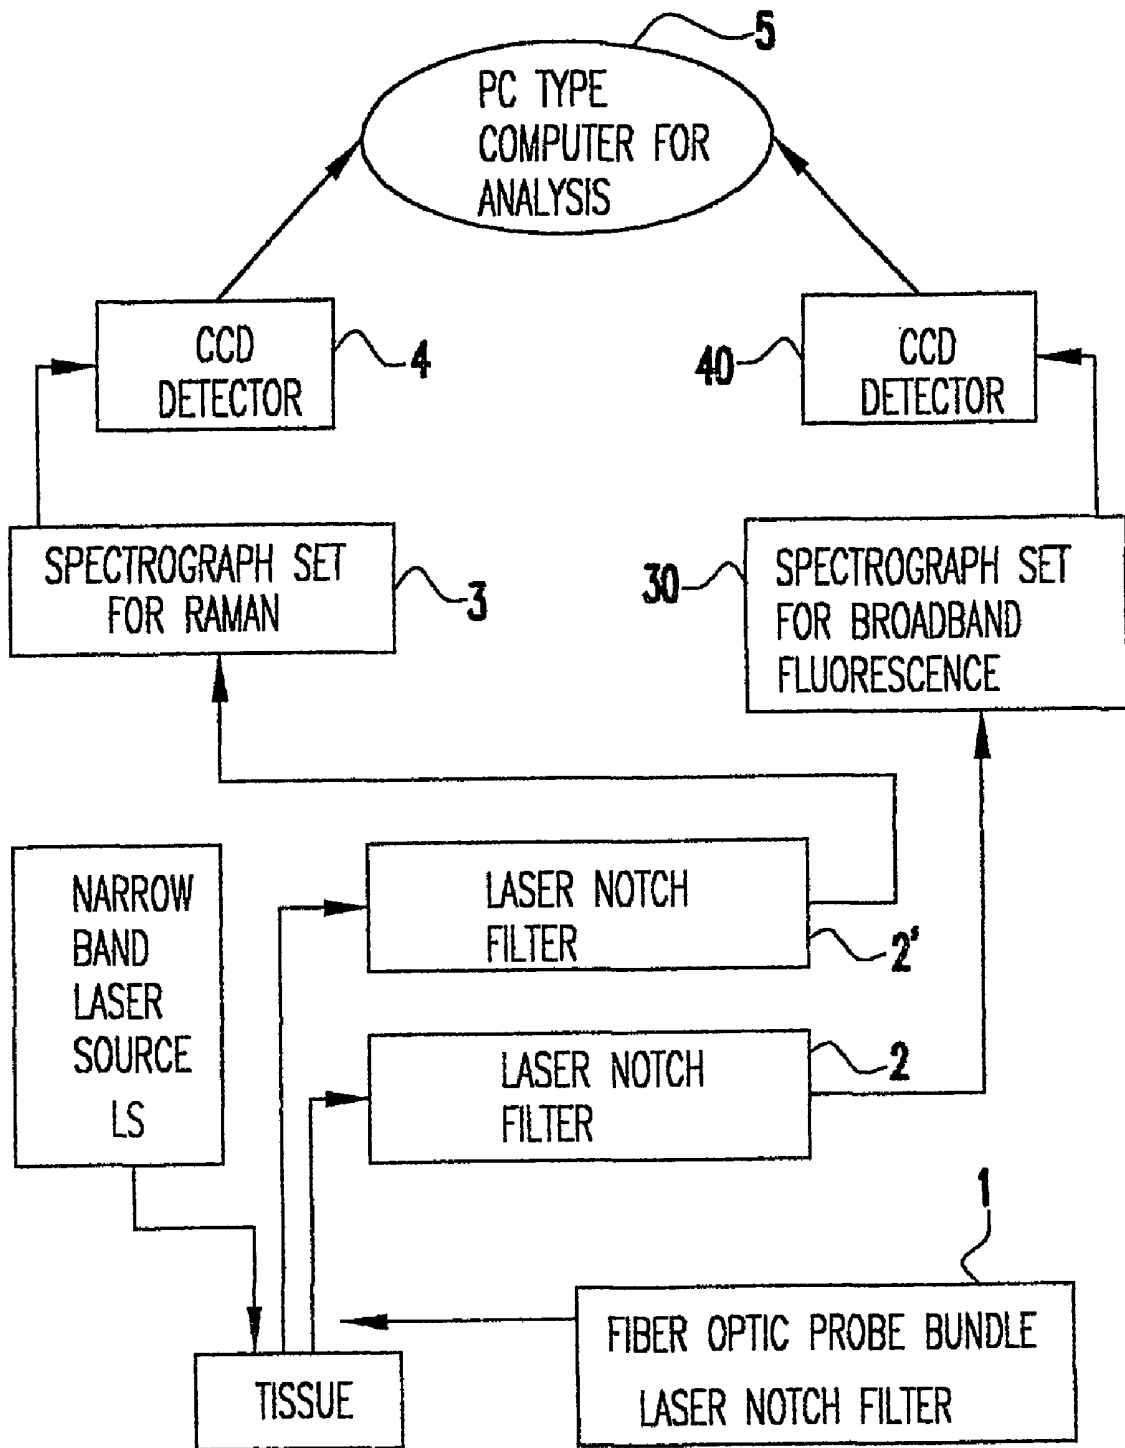 5
PC TYPE
COMPUTER FOR
ANALYSIS
CCD
DETECTOR
4
40
CCD
DETECTOR
SPECTROGRAPH SET
FOR RAMAN
3
30
SPECTROGRAPH SET
FOR BROADBAND
FLUORESCENCE
NARROW
BAND
LASER
SOURCE
LS
LASER NOTCH
FILTER
2'
LASER NOTCH
FILTER
2
1
FIBER OPTIC PROBE BUNDLE
LASER NOTCH FILTER
TISSUE